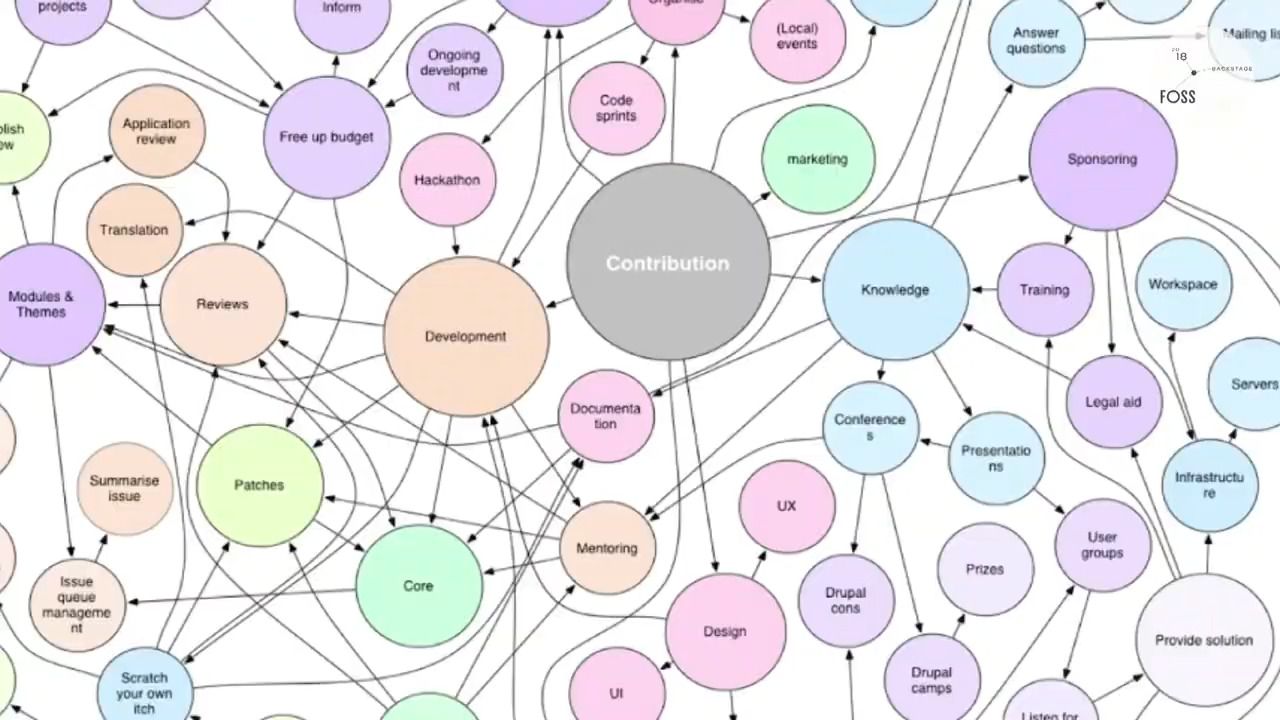 projects
Inform
Organise
(Local)
events
Answer
questions
Mailing lis
18
BACKSTAGE
FOSS
Ongoing
developme
nt
Code
sprints
Application
review
Free up budget
marketing
Sponsoring
Hackathon
Translation
Contribution
Modules &
Themes
Reviews
Development
Knowledge
Training
Workspace
Documenta
tion
Conference
s
Legal aid
Servers
Presentatio
ns
Infrastructu
re
Summarise
issue
Patches
UX
Mentoring
User
groups
Core
Prizes
Issue
queue
manageme
nt
Drupal
cons
Design
Provide solution
Scratch
your own
itch
UI
Drupal
camps
Listen for